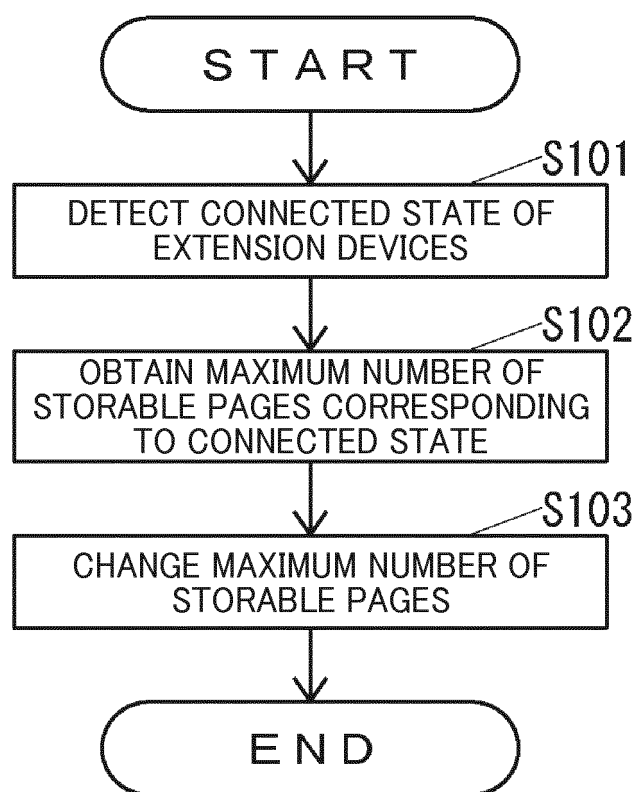 START
S101
DETECT CONNECTED STATE OF
EXTENSION DEVICES
S102
OBTAIN MAXIMUM NUMBER OF
STORABLE PAGES CORRESPONDING
TO CONNECTED STATE
S103
CHANGE MAXIMUM NUMBER OF
STORABLE PAGES
END